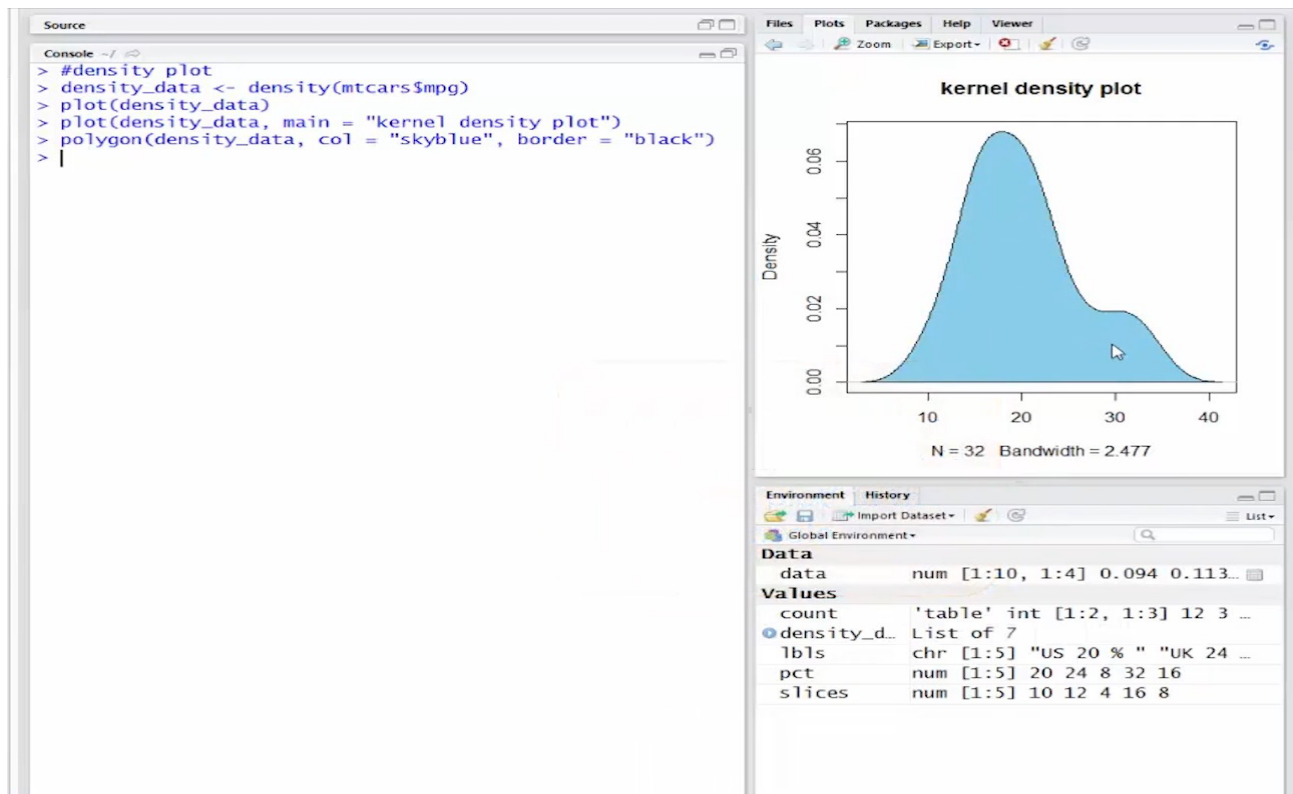 Source
Console ~/
> #density plot
> density_data <- density(mtcars$mpg)
> plot(density_data)
> plot(density_data, main = "kernel density plot")
> polygon(density_data, col = "skyblue", border = "black")
>
Files Plots Packages Help Viewer
Zoom Export
kernel density plot
Density
0.06
0.04
0.02
0.00
10 20 30 40
N = 32 Bandwidth = 2.477
Environment History
Import Dataset List
Global Environment
Data
data num [1:10, 1:4] 0.094 0.113…
Values
count 'table' int [1:2, 1:3] 12 3 …
density_d… List of 7
lbls chr [1:5] "US 20 % " "UK 24 …
pct num [1:5] 20 24 8 32 16
slices num [1:5] 10 12 4 16 8